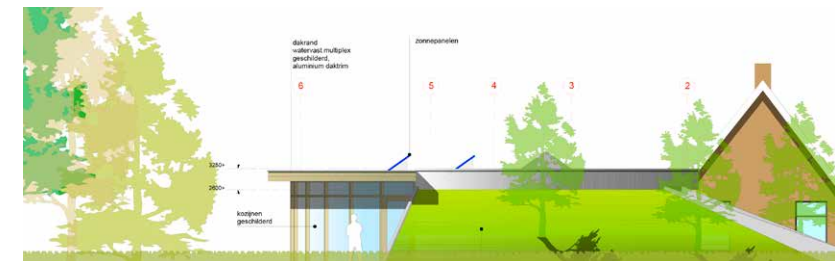 dakrand
watervast multiplex
geschilderd,
aluminium daktrim
zonnepanelen
6
5
4
3
2
3250+
2600+
kozijnen
geschilderd